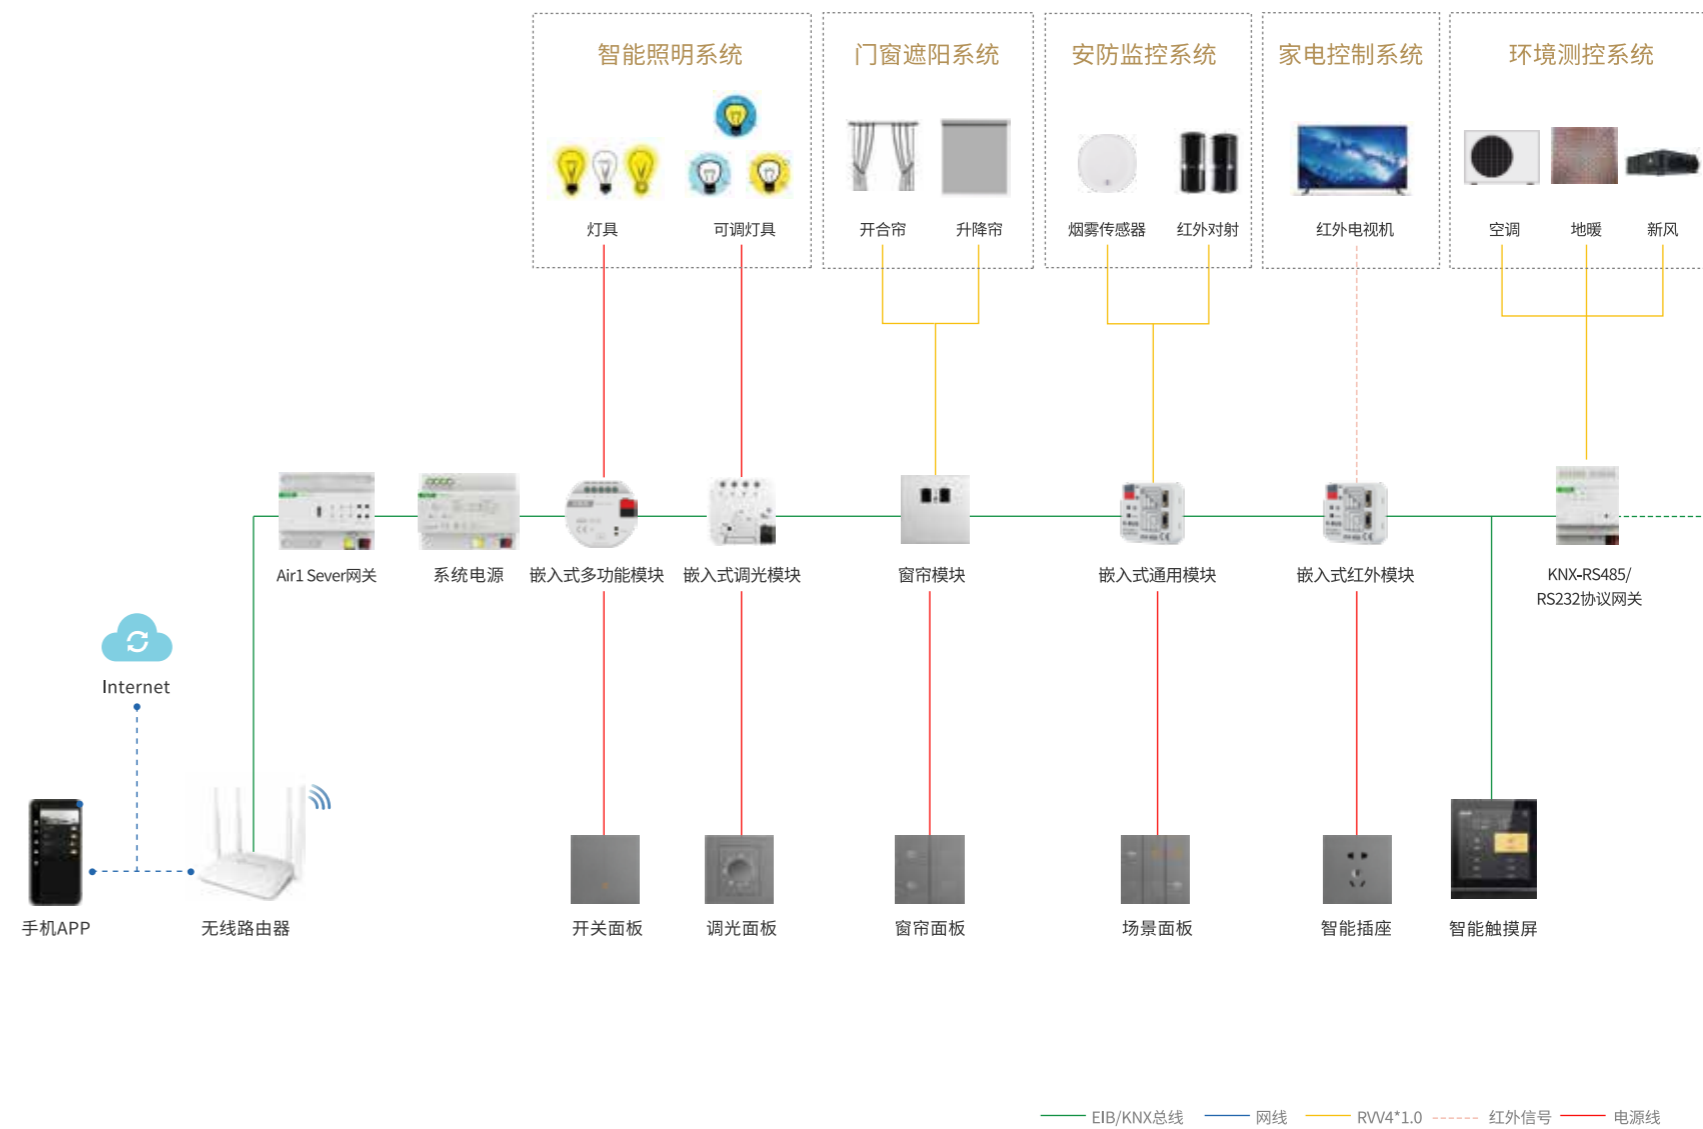 智能照明系统
门窗遮阳系统
安防监控系统
家电控制系统
环境测控系统
灯具
可调灯具
开合帘
升降帘
烟雾传感器
红外对射
红外电视机
空调
地暖
新风
Air1 Sever网关
系统电源
嵌入式多功能模块
嵌入式调光模块
窗帘模块
嵌入式通用模块
嵌入式红外模块
KNX-RS485/
RS232协议网关
Internet
手机APP
无线路由器
开关面板
调光面板
窗帘面板
场景面板
智能插座
智能触摸屏
EIB/KNX总线
网线
RVV4*1.0
红外信号
电源线